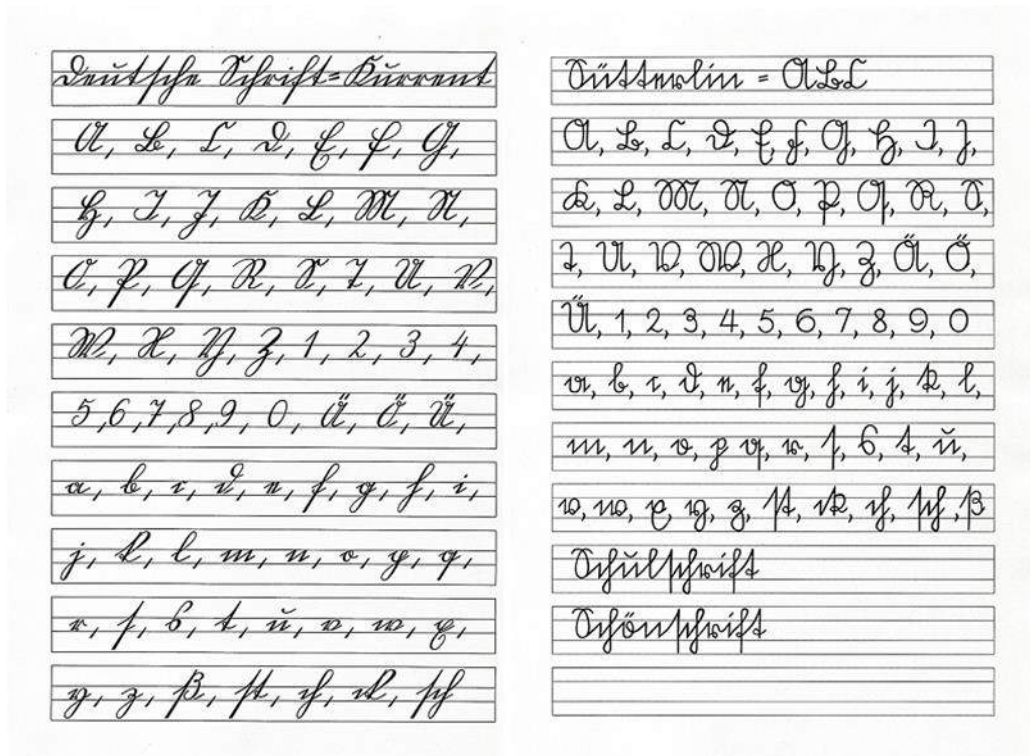 Deutsche Schrift=Kurrent
A, B, C, D, E, F, G,
H, I, J, K, L, M, N,
O, P, Q, R, S, T, U, V,
W, X, Y, Z, 1, 2, 3, 4,
5,6,7,8,9, 0, Ä, Ö, Ü,
a, b, c, d, e, f, g, h, i,
j, k, l, m, n, o, p, q,
r, ſ, s, t, u, v, w, x,
y, z, ß, ſt, ch, ck, ſch
Sütterlin = ABC
A, B, C, D, E, F, G, H, I, J,
K, L, M, N, O, P, Q, R, S,
T, U, V, W, X, Y, Z, Ä, Ö,
Ü, 1, 2, 3, 4, 5, 6, 7, 8, 9, 0
a, b, c, d, e, f, g, h, i, j, k, l,
m, n, o, p, q, r, ſ, s, t, u,
v, w, x, y, z, ſt, ck, ch, ſch, ß
Schulſchrift
Schönſchrift